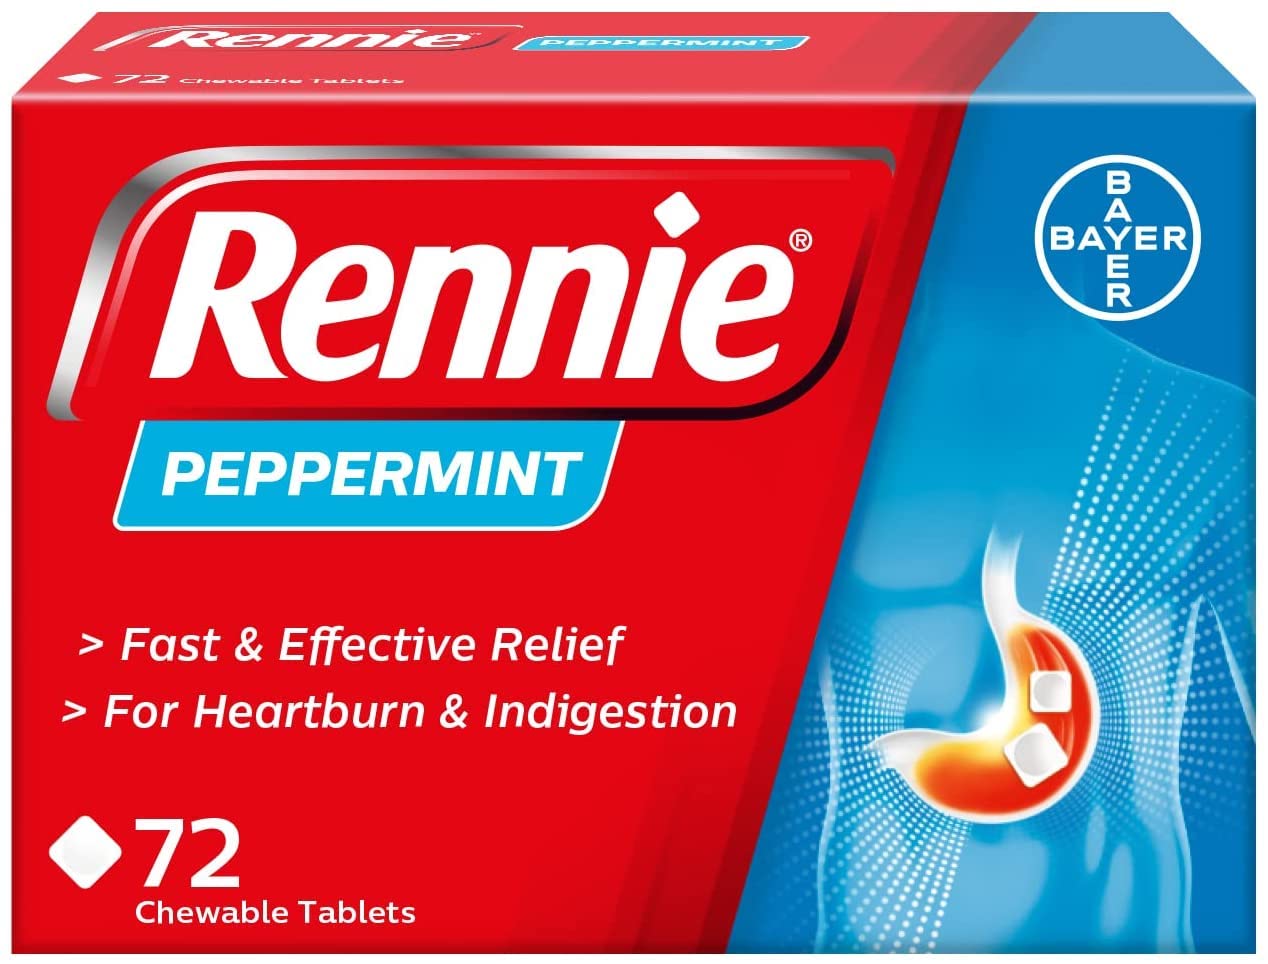 Rennie PEPPERMINT
72 Chewable Tablets
Rennie®
PEPPERMINT
> Fast & Effective Relief
> For Heartburn & Indigestion
72
Chewable Tablets
BAYER
BAYER